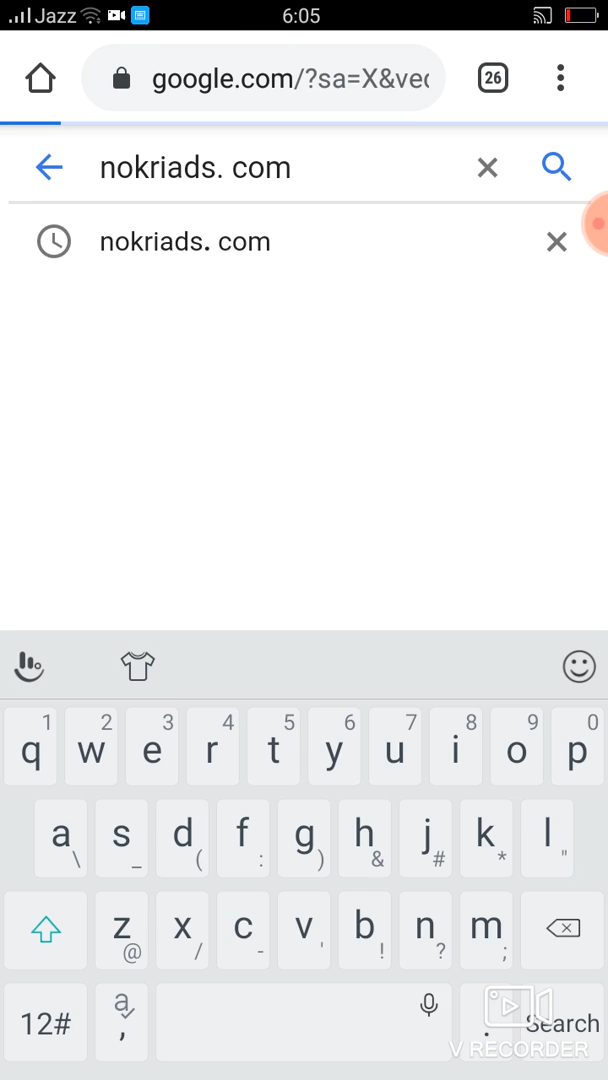 Jazz 6:05
google.com/?sa=X&vec 26
nokriads. com
nokriads. com
1 2 3 4 5 6 7 8 9 0
q w e r t y u i o p
a s d f g h j k l
\ _ ( : ) & # * "
z x c v b n m
@ / - ' ! ? ;
12# a , . Search
V RECORDER